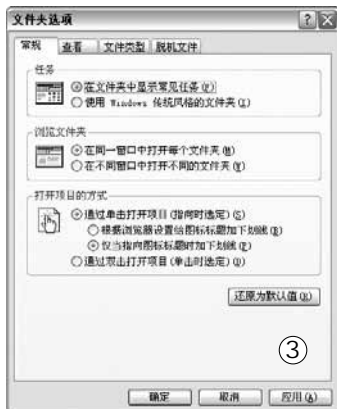 文件夹选项
常规 查看 文件类型 脱机文件
任务
在文件夹中显示常见任务(P)
使用 Windows 传统风格的文件夹(L)
浏览文件夹
在同一窗口中打开每个文件夹(M)
在不同窗口中打开不同的文件夹(W)
打开项目的方式
通过单击打开项目(指向时选定)(S)
根据浏览器设置给图标标题加下划线(R)
仅当指向图标标题时加下划线(P)
通过双击打开项目(单击时选定)(D)
还原为默认值(R)
③
确定 取消 应用(A)